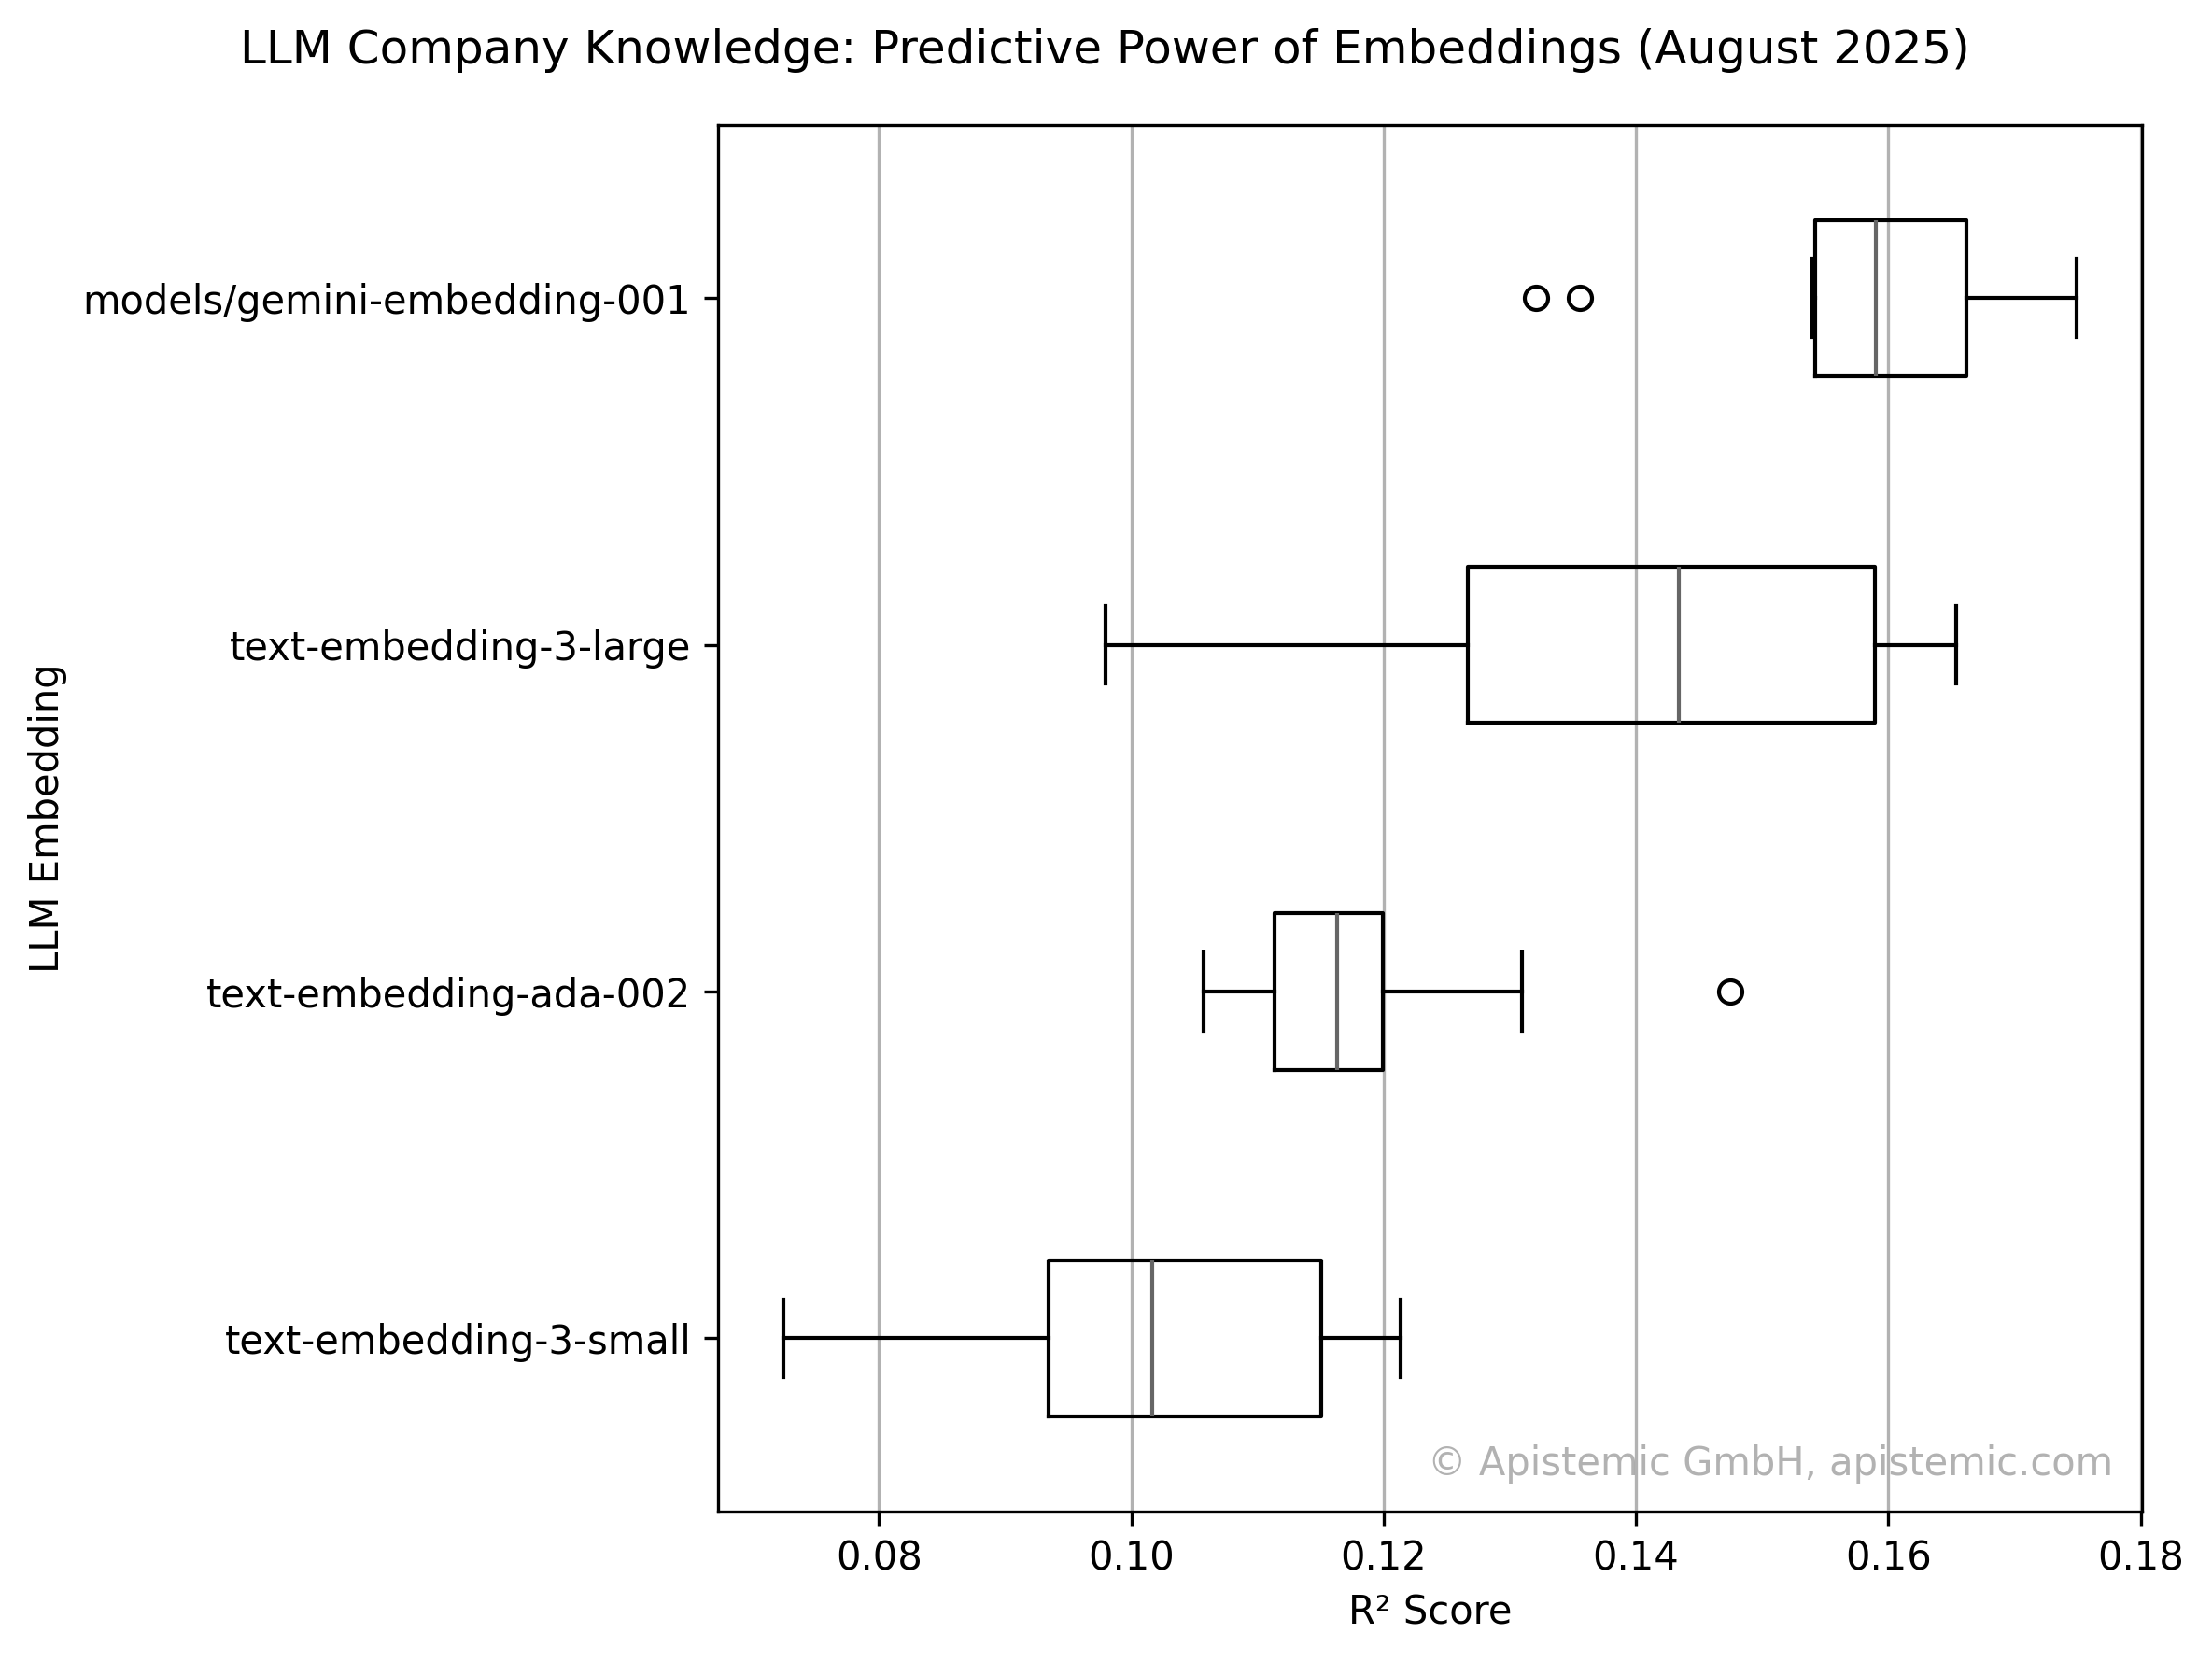 LLM Company Knowledge: Predictive Power of Embeddings (August 2025)
LLM Embedding
models/gemini-embedding-001
text-embedding-3-large
text-embedding-ada-002
text-embedding-3-small
© Apistemic GmbH, apistemic.com
0.08 0.10 0.12 0.14 0.16 0.18
R² Score